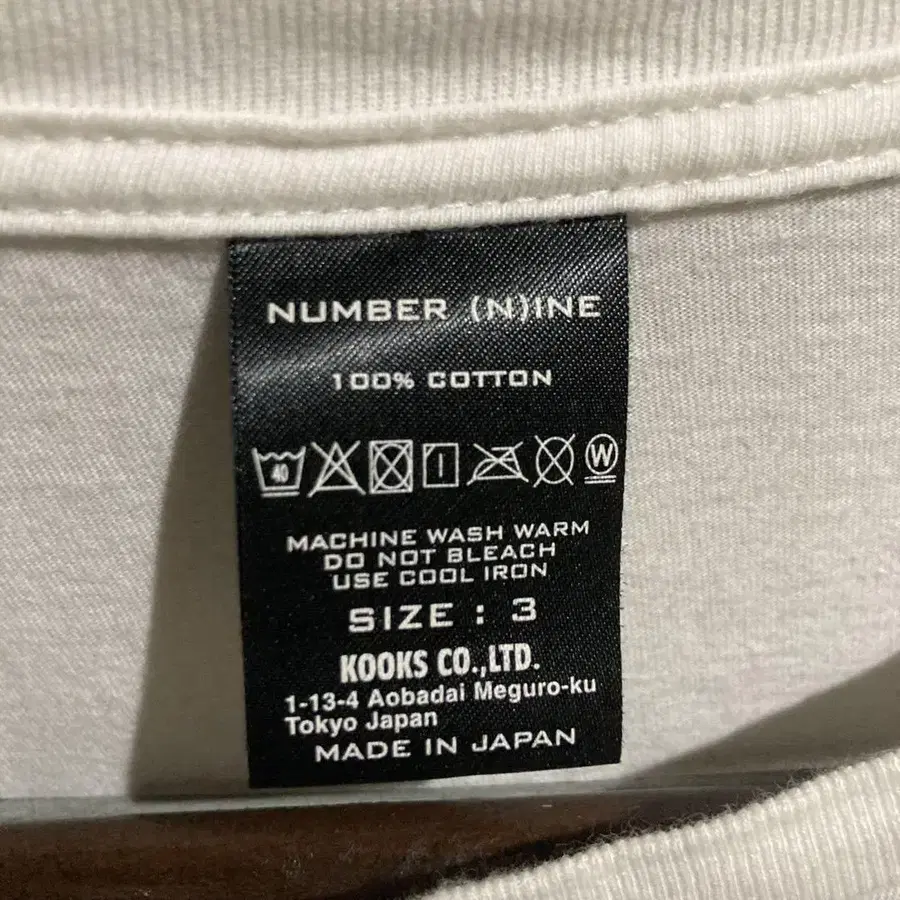 NUMBER (N)INE
100% COTTON
40 W
MACHINE WASH WARM
DO NOT BLEACH
USE COOL IRON
SIZE : 3
KOOKS CO.,LTD.
1-13-4 Aobadai Meguro-ku
Tokyo Japan
MADE IN JAPAN